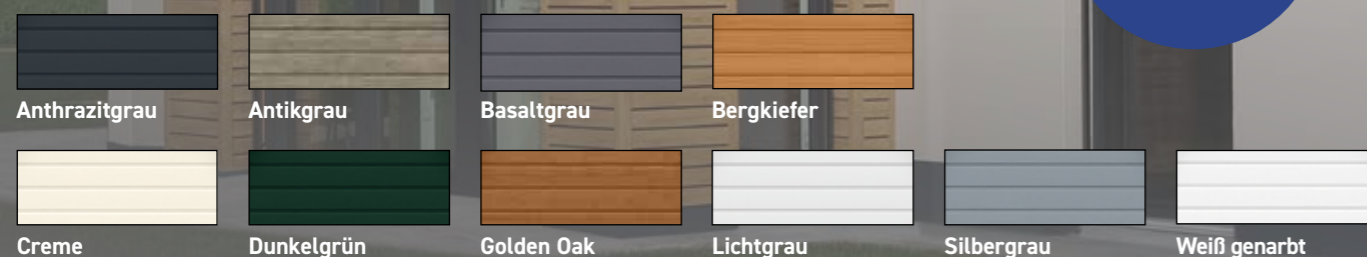 Anthrazitgrau Antikgrau Basaltgrau Bergkiefer
Creme Dunkelgrün Golden Oak Lichtgrau Silbergrau Weiß genarbt